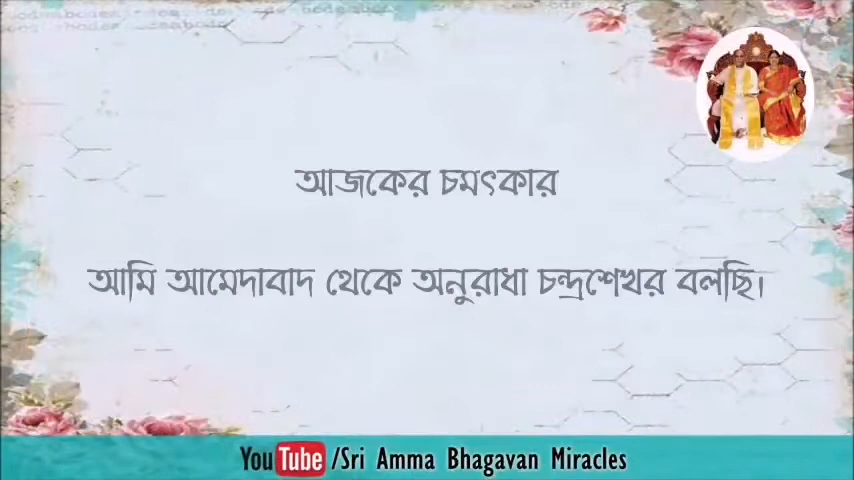 আজকের চমৎকার
আমি আমেদাবাদ থেকে অনুরাধা চন্দ্রশেখর বলছি।
YouTube /Sri Amma Bhagavan Miracles